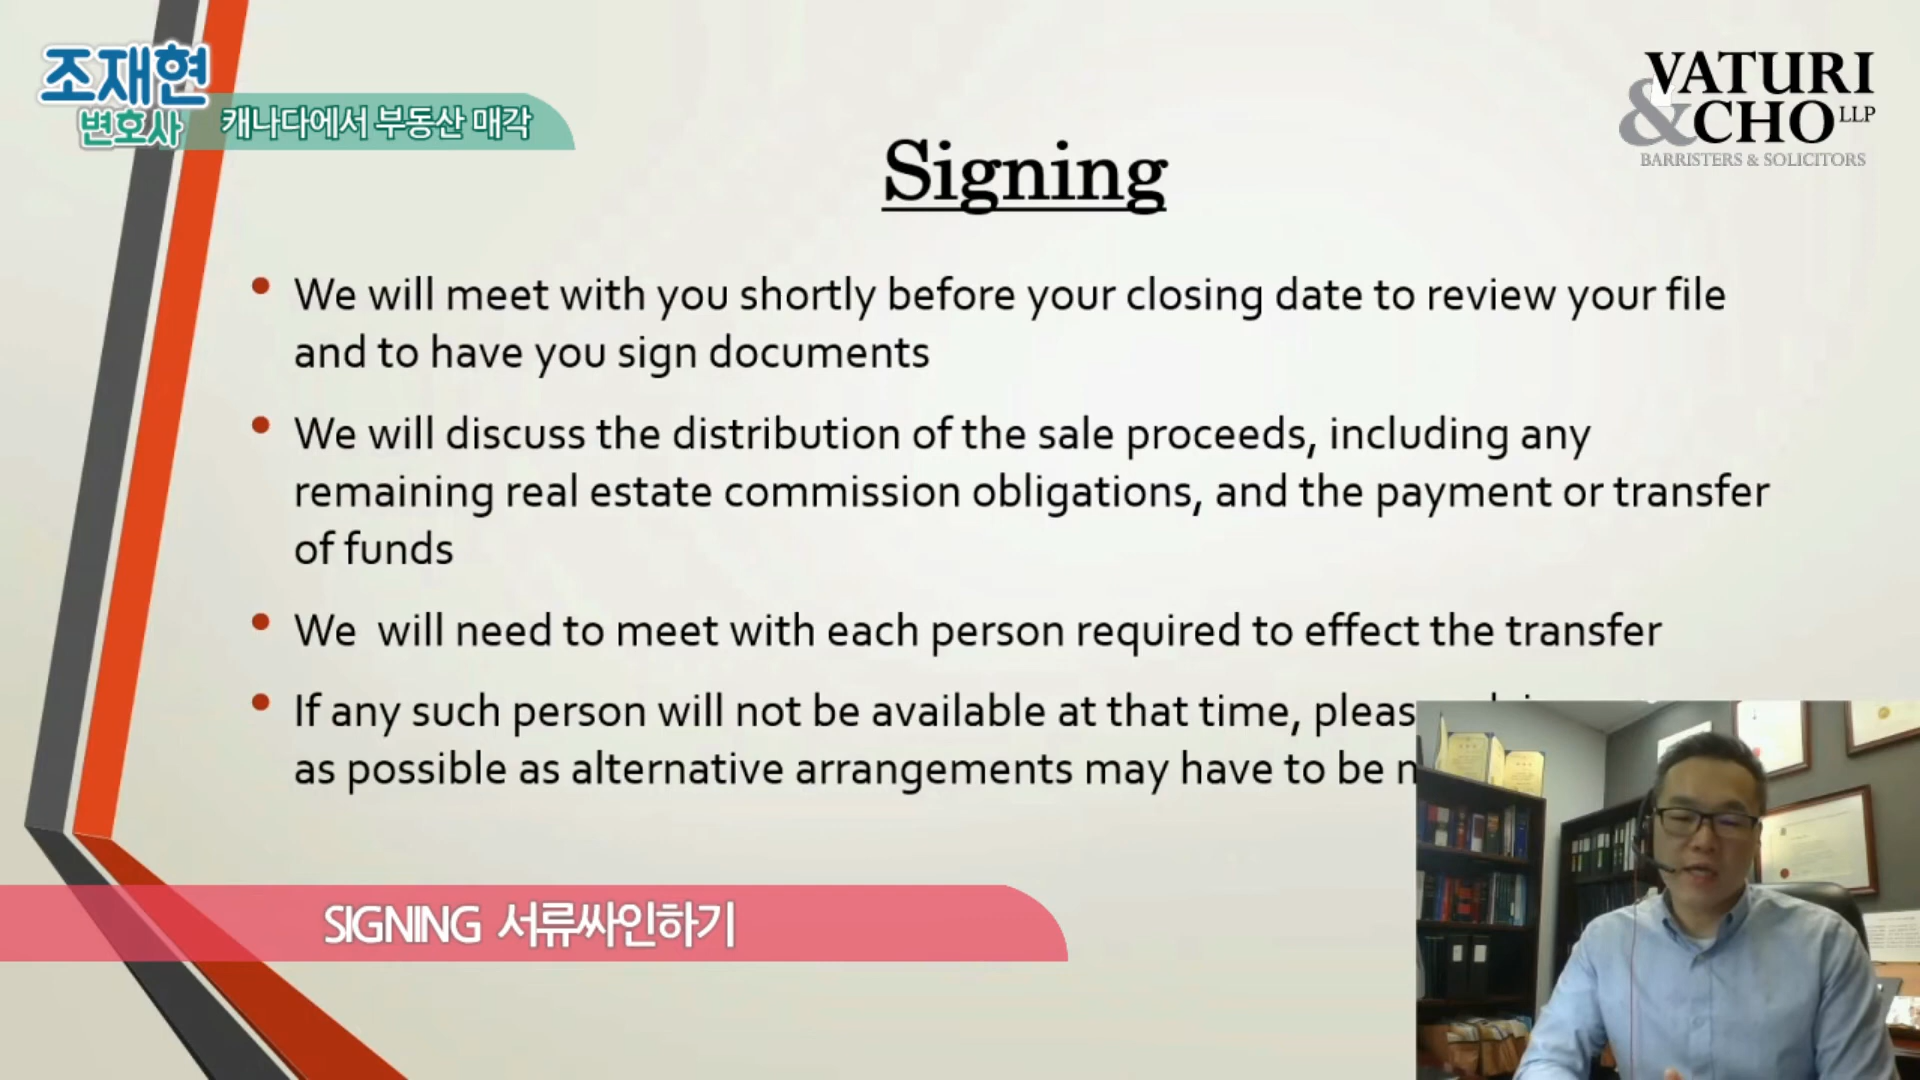 조재현
변호사
캐나다에서 부동산 매각
VATURI
&CHO LLP
BARRISTERS & SOLICITORS
Signing
• We will meet with you shortly before your closing date to review your file
and to have you sign documents
• We will discuss the distribution of the sale proceeds, including any
remaining real estate commission obligations, and the payment or transfer
of funds
• We will need to meet with each person required to effect the transfer
• If any such person will not be available at that time,
as possible as alternative arrangements may have to be
SIGNING 서류싸인하기